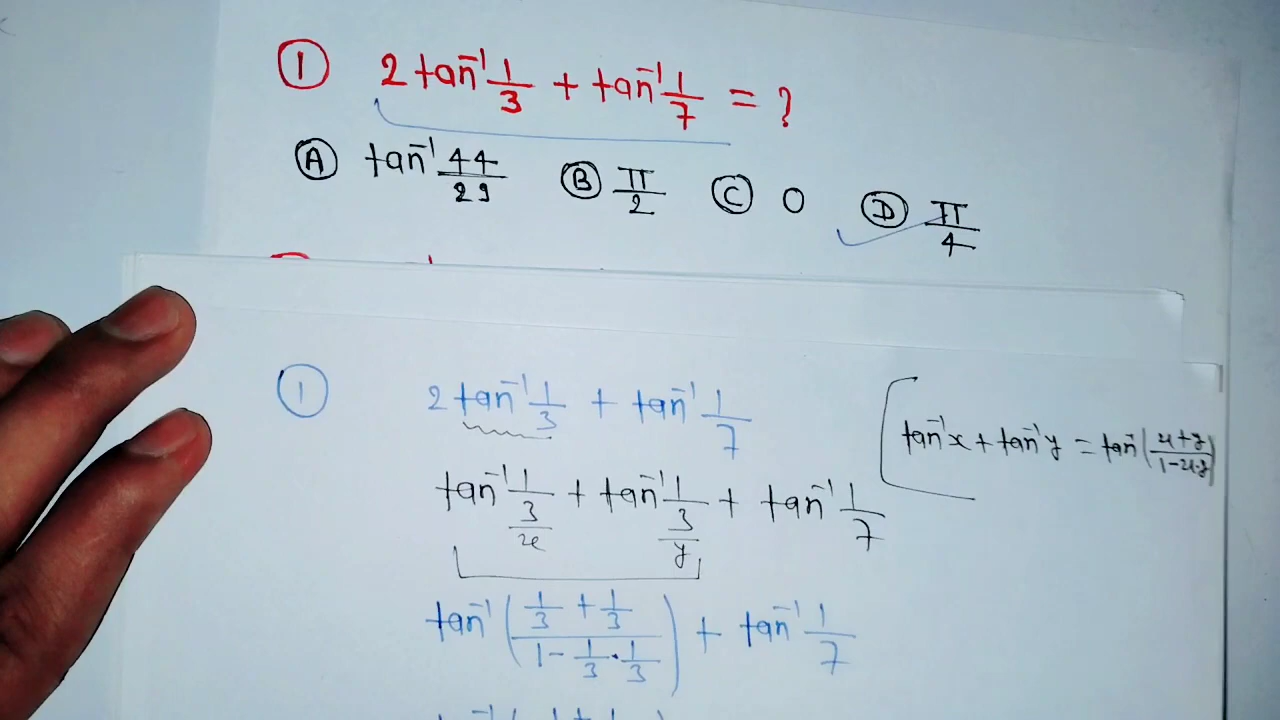 ① 2 tan⁻¹ 1/3 + tan⁻¹ 1/7 = ?
Ⓐ tan⁻¹ 44/29 Ⓑ π/2 Ⓒ 0 Ⓓ π/4
① 2 tan⁻¹ 1/3 + tan⁻¹ 1/7
tan⁻¹x + tan⁻¹y = tan⁻¹(x+y/1-x.y)
tan⁻¹ 1/3 + tan⁻¹ 1/3 + tan⁻¹ 1/7
x y
tan⁻¹(1/3 + 1/3 / 1 - 1/3 . 1/3) + tan⁻¹ 1/7